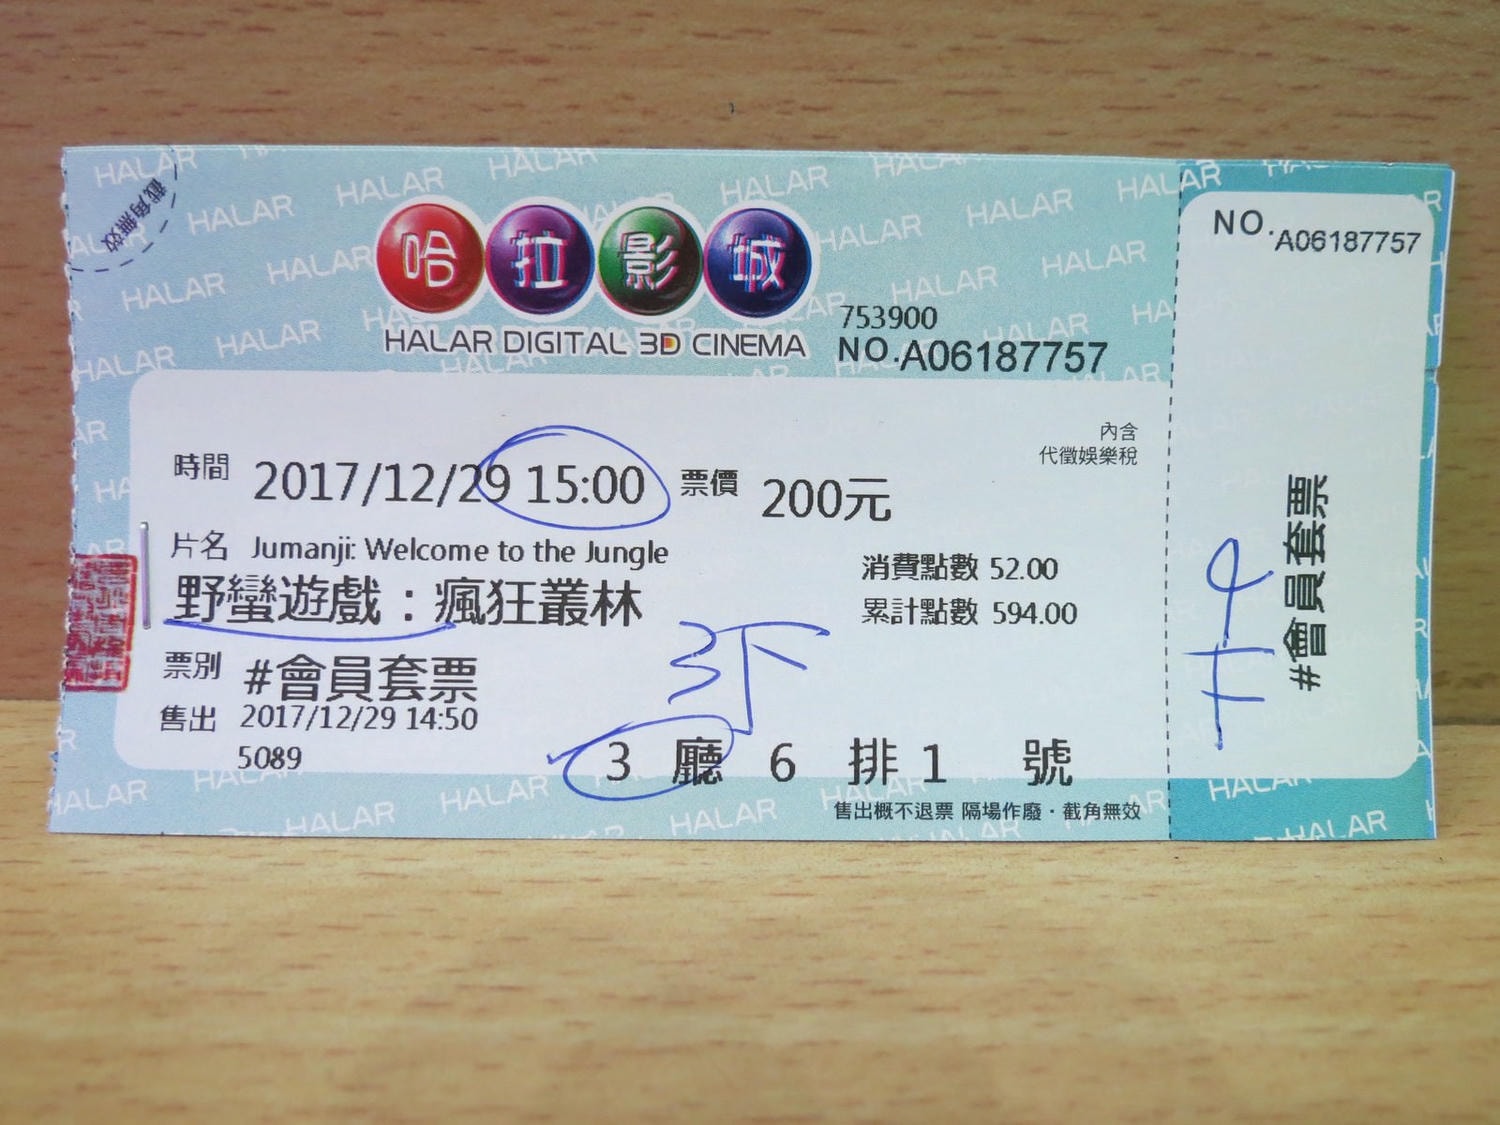 截角無效
哈拉影城
HALAR DIGITAL 3D CINEMA
753900
NO.A06187757
內含
代徵娛樂稅
時間 2017/12/29 15:00 票價 200元
片名 Jumanji: Welcome to the Jungle
野蠻遊戲：瘋狂叢林
消費點數 52.00
累計點數 594.00
票別 #會員套票
售出 2017/12/29 14:50
5089
3下
3 廳 6 排 1 號
售出概不退票 隔場作廢・截角無效
NO.A06187757
#會員套票
HALAR